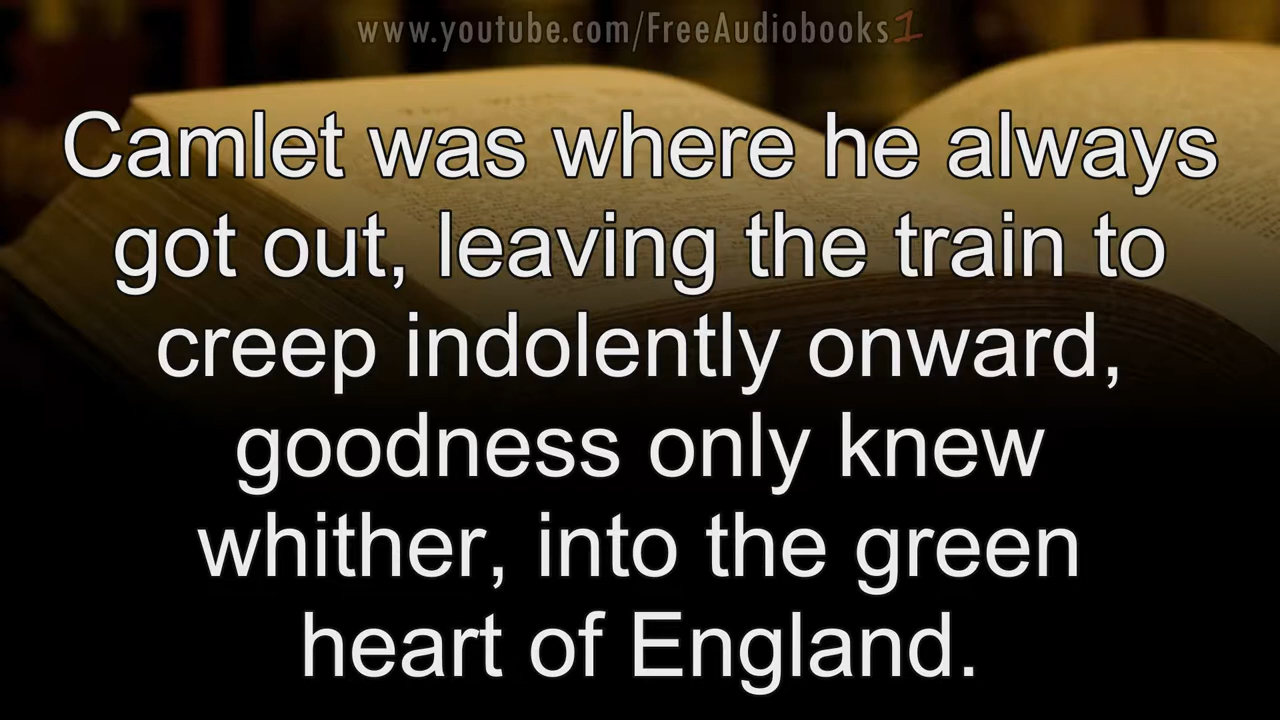 www.youtube.com/FreeAudiobooks1
Camlet was where he always
got out, leaving the train to
creep indolently onward,
goodness only knew
whither, into the green
heart of England.